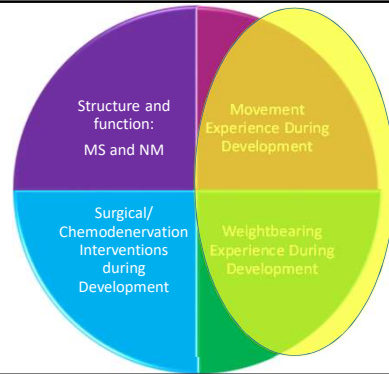 Structure and
function:
MS and NM
Movement
Experience During
Development
Surgical/
Chemodenervation
Interventions
during
Development
Weightbearing
Experience During
Development